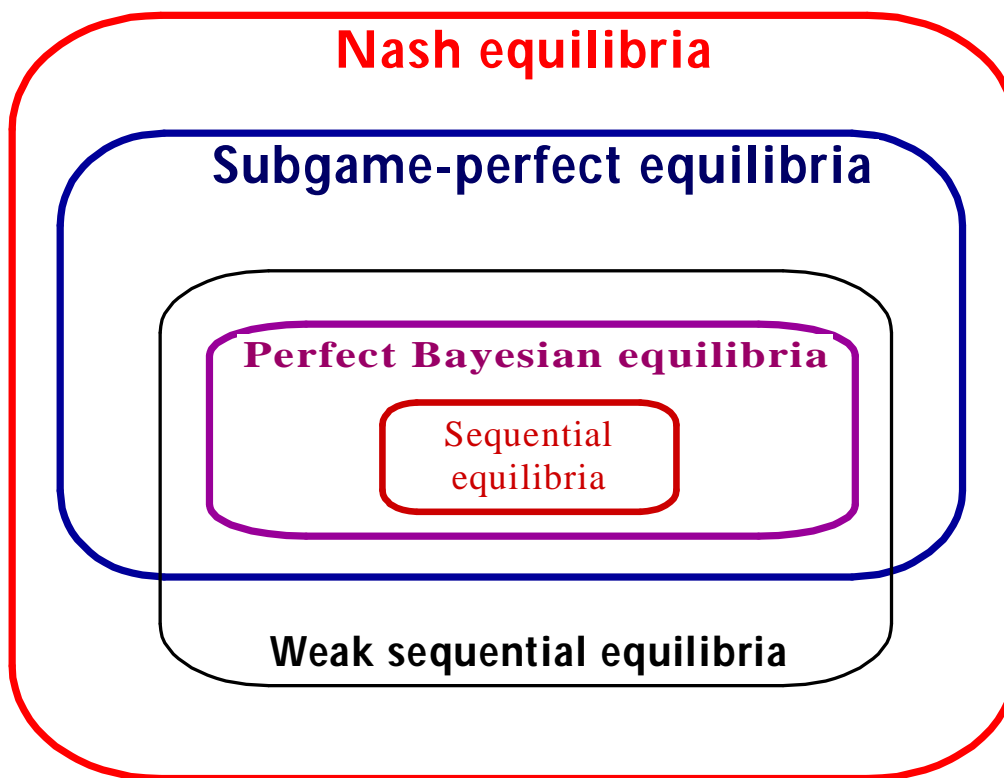 Nash equilibria
Subgame-perfect equilibria
Perfect Bayesian equilibria
Sequential
equilibria
Weak sequential equilibria